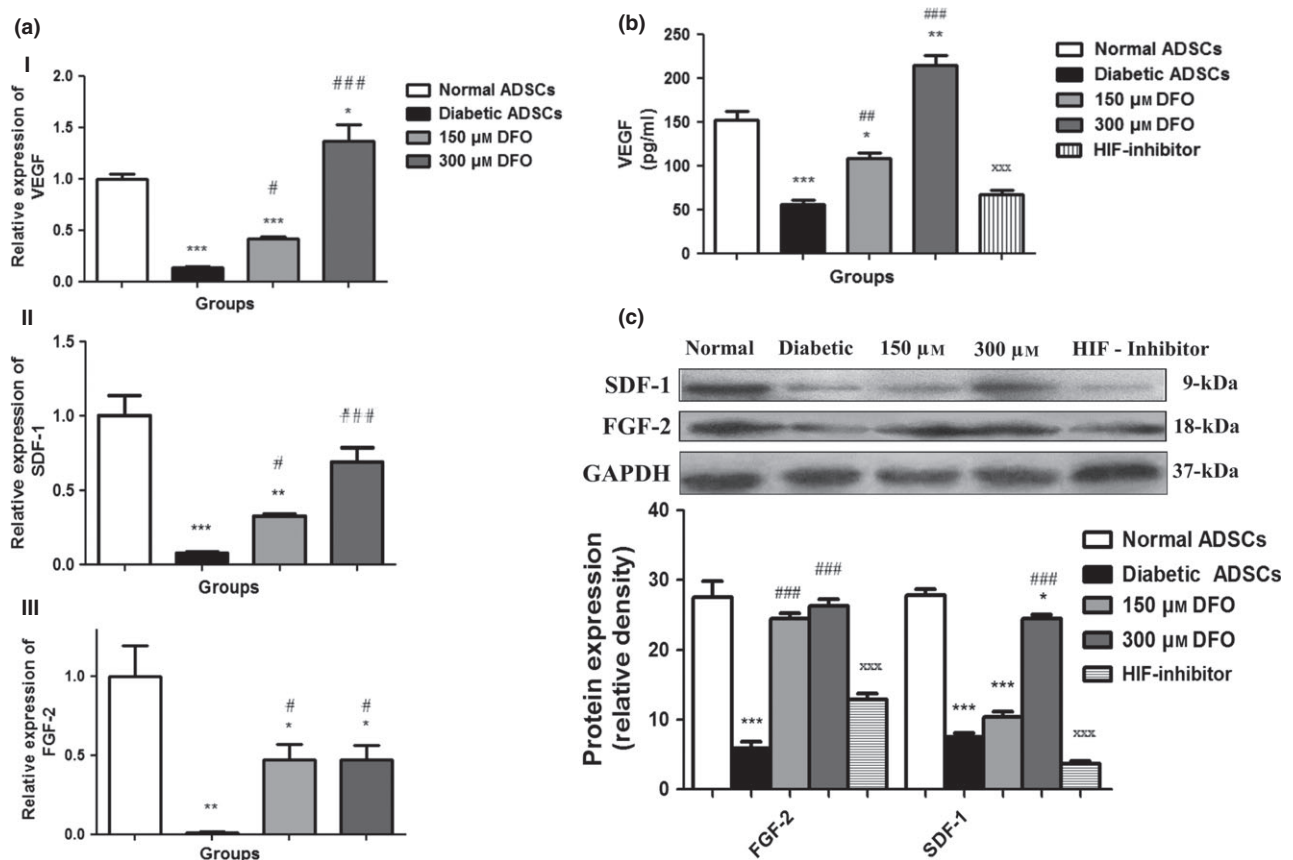 (a)
I
Relative expression of
VEGF
2.0
1.5
1.0
0.5
0.0
***
#
***
###
*
Groups
Normal ADSCs
Diabetic ADSCs
150 µM DFO
300 µM DFO
II
Relative expression of
SDF-1
1.5
1.0
0.5
0.0
***
#
**
###
Groups
III
Relative expression of
FGF-2
1.0
0.5
0.0
**
#
*
#
*
Groups
(b)
VEGF
(pg/ml)
250
200
150
100
50
0
***
##
*
###
**
xxx
Groups
Normal ADSCs
Diabetic ADSCs
150 µM DFO
300 µM DFO
HIF-inhibitor
(c)
Normal Diabetic 150 µM 300 µM HIF - Inhibitor
SDF-1 9-kDa
FGF-2 18-kDa
GAPDH 37-kDa
Protein expression
(relative density)
40
30
20
10
0
***
###
###
xxx
***
***
###
*
xxx
FGF-2
SDF-1
Normal ADSCs
Diabetic ADSCs
150 µM DFO
300 µM DFO
HIF-inhibitor